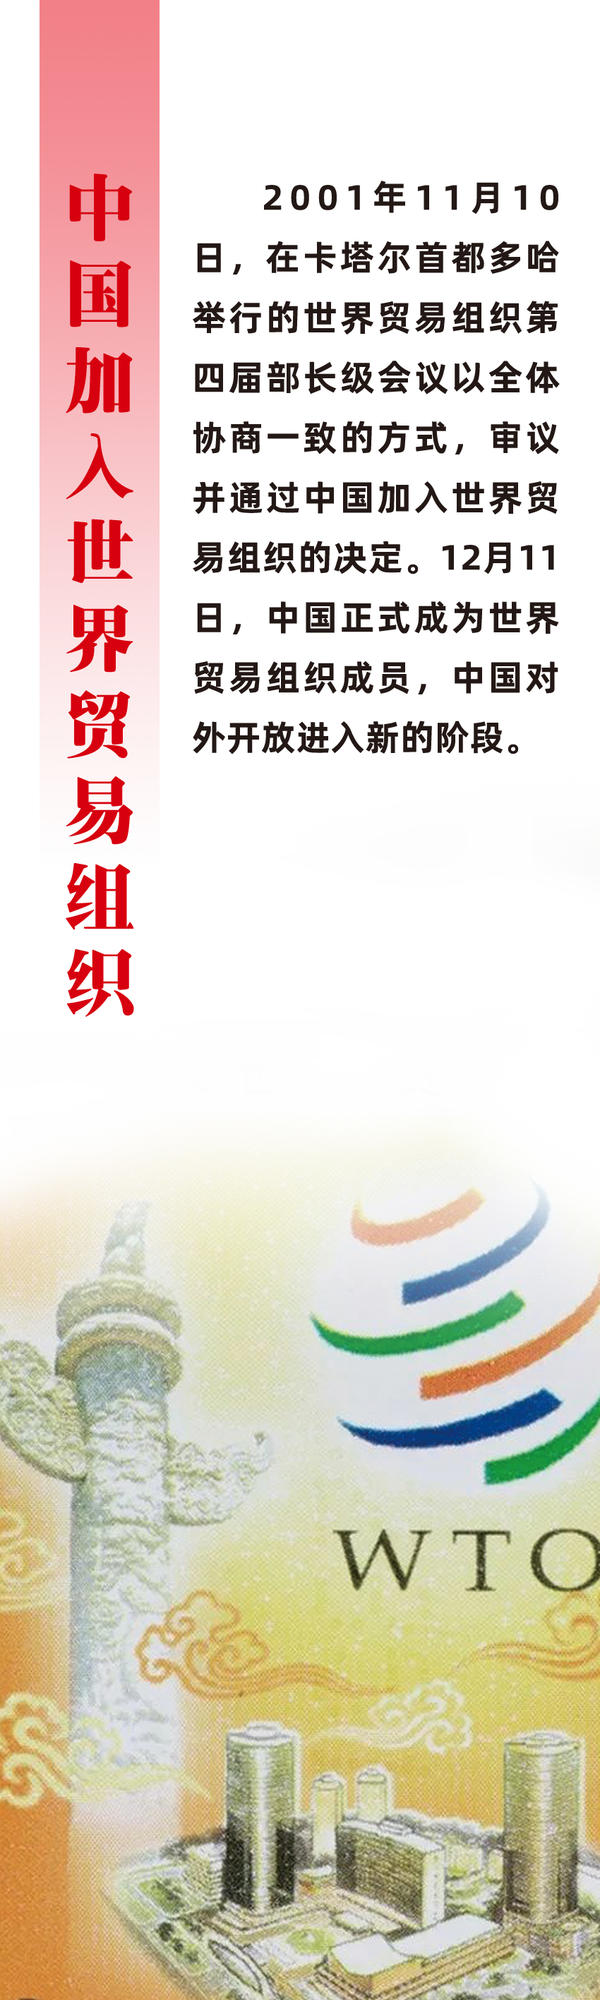 中国加入世界贸易组织
2001年11月10
日，在卡塔尔首都多哈
举行的世界贸易组织第
四届部长级会议以全体
协商一致的方式，审议
并通过中国加入世界贸
易组织的决定。12月11
日，中国正式成为世界
贸易组织成员，中国对
外开放进入新的阶段。
WTO